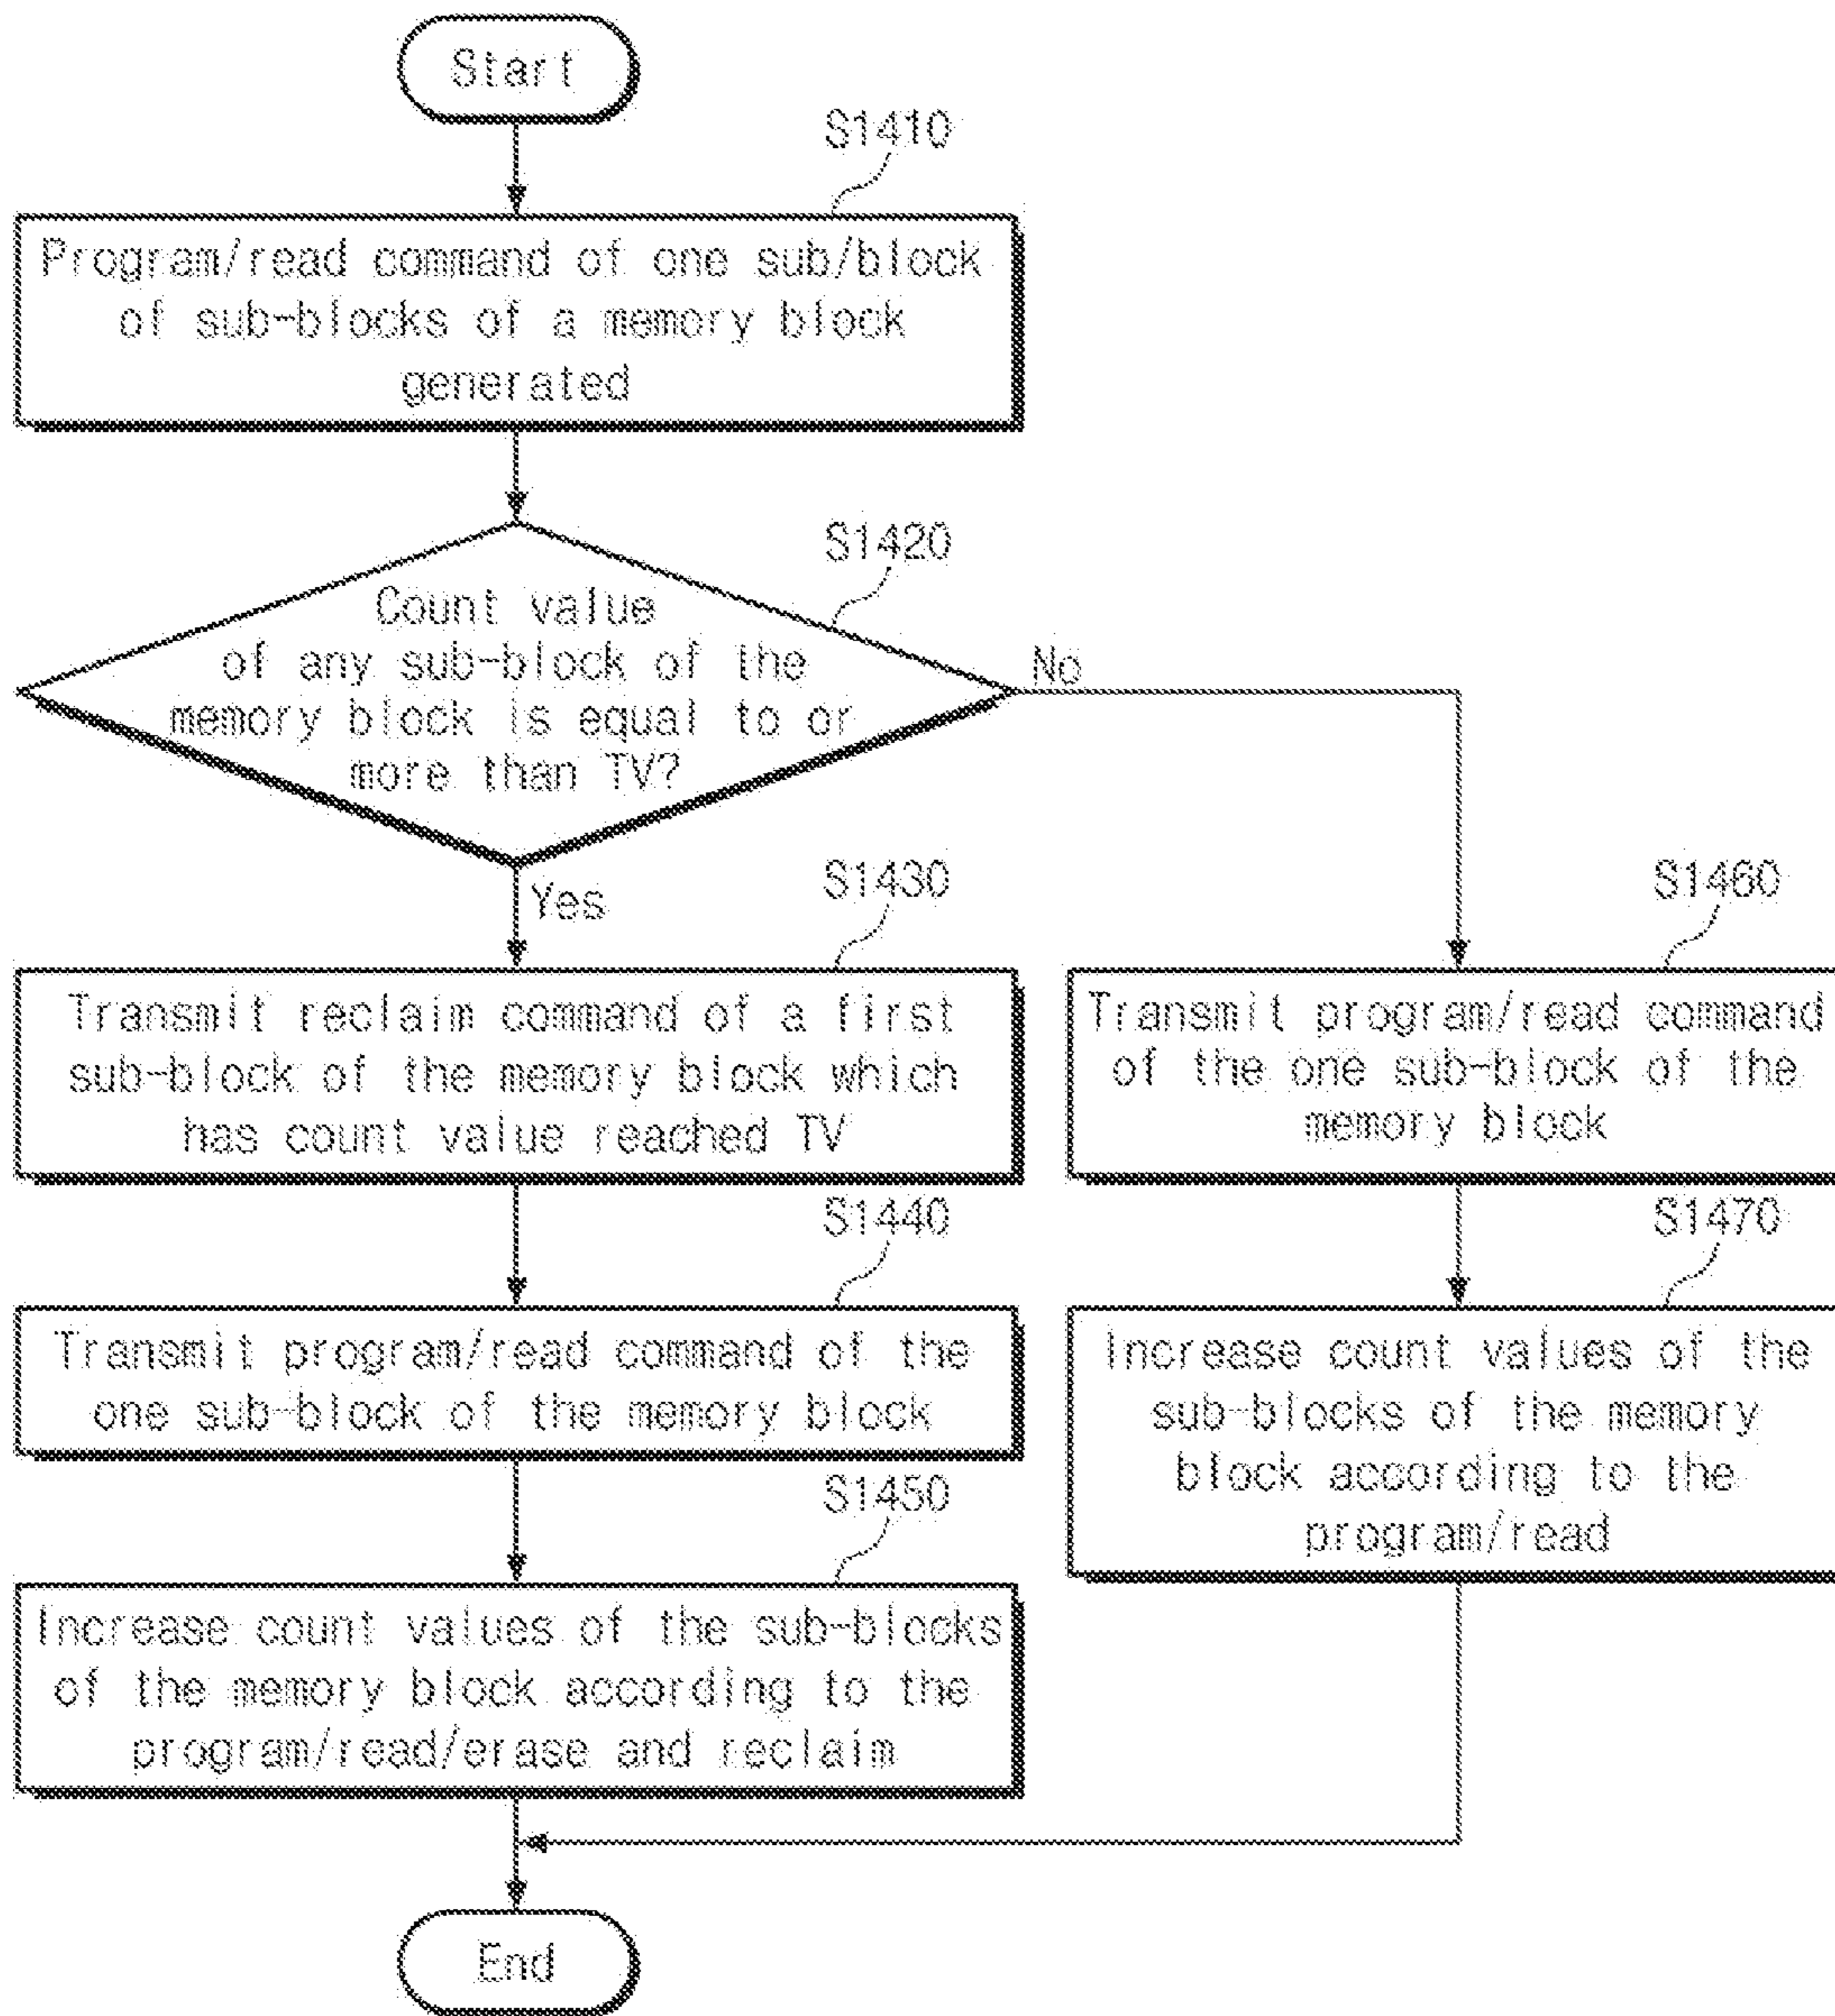 Start
S1410
Program/read command of one sub/block
of sub-blocks of a memory block
generated
S1420
Count value
of any sub-block of the
memory block is equal to or
more than TV?
No
Yes
S1430
Transmit reclaim command of a first
sub-block of the memory block which
has count value reached TV
S1440
Transmit program/read command of the
one sub-block of the memory block
S1450
Increase count values of the sub-blocks
of the memory block according to the
program/read/erase and reclaim
S1460
Transmit program/read command
of the one sub-block of the
memory block
S1470
Increase count values of the
sub-blocks of the memory
block according to the
program/read
End